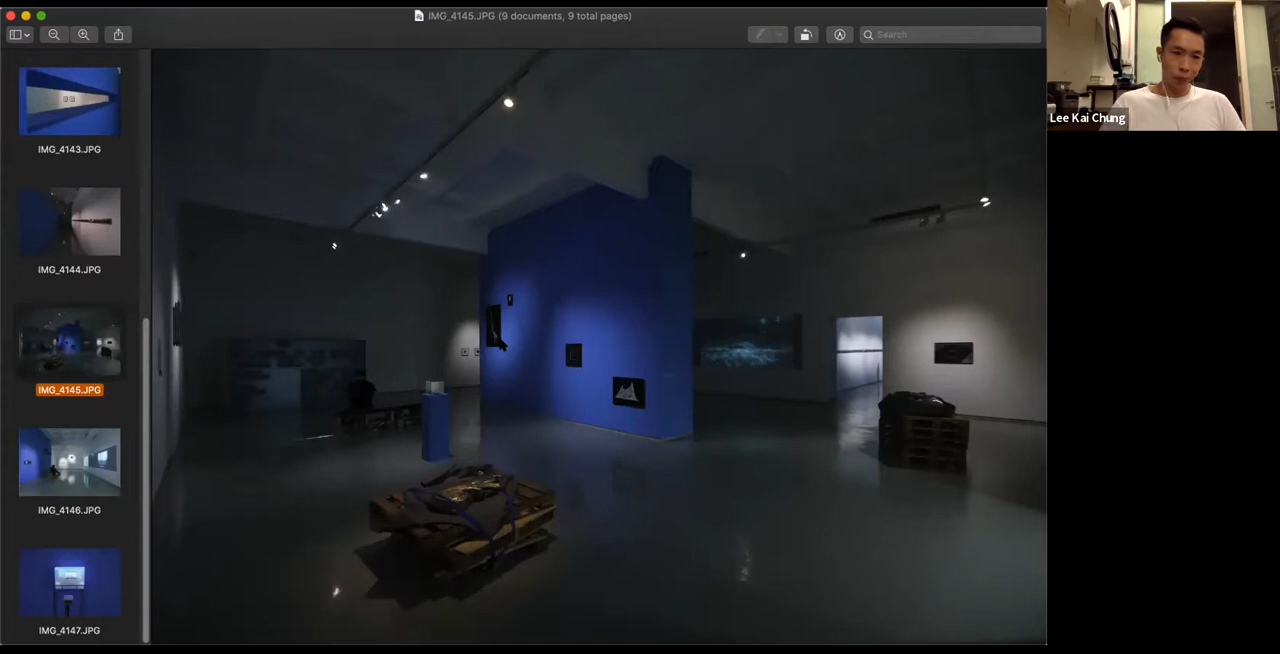 IMG_4145.JPG (9 documents, 9 total pages)
Search
Lee Kai Chung
IMG_4143.JPG
IMG_4144.JPG
IMG_4145.JPG
IMG_4146.JPG
IMG_4147.JPG